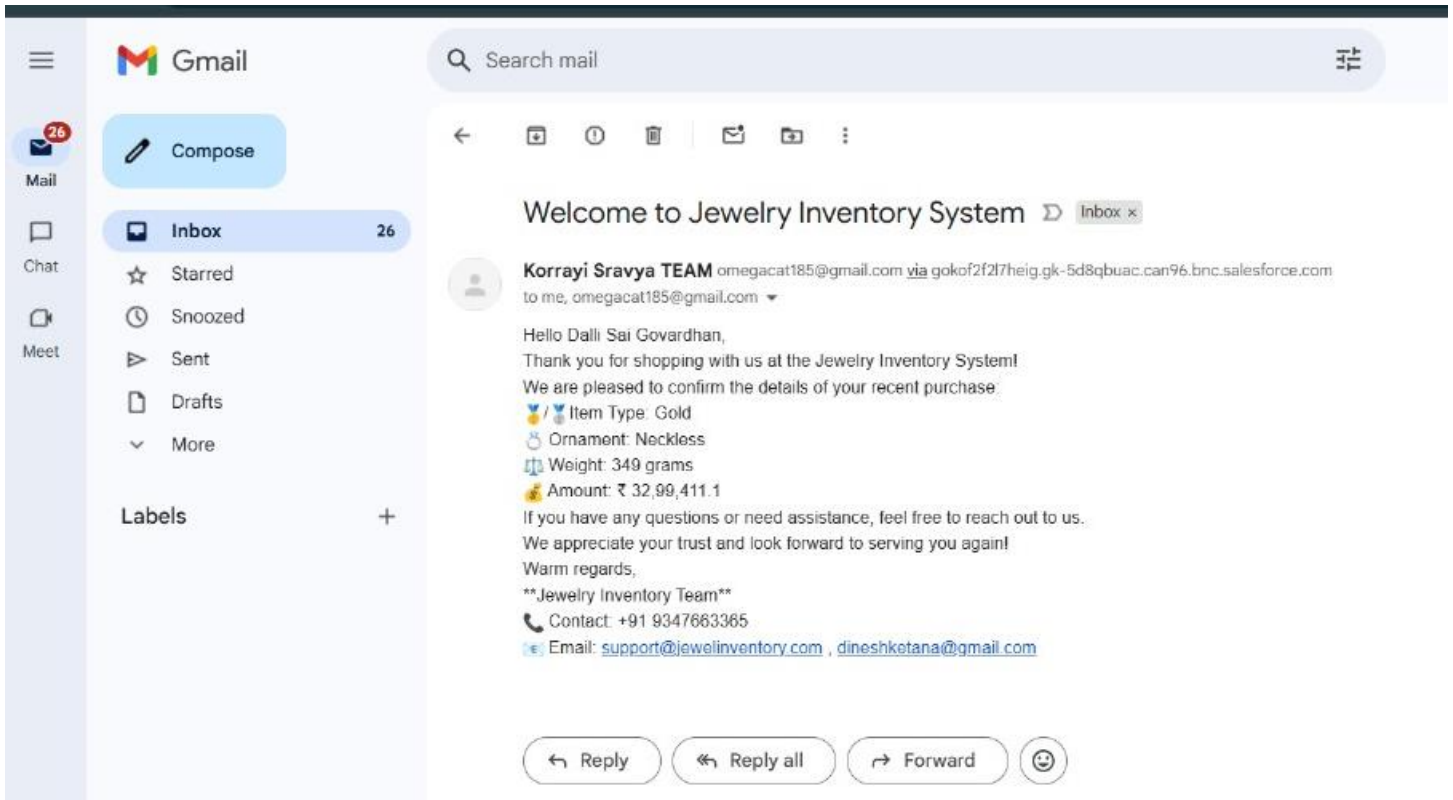 Gmail
Search mail
26
Mail
Chat
Meet
Compose
Inbox 26
Starred
Snoozed
Sent
Drafts
More
Labels
Welcome to Jewelry Inventory System Inbox ×
Korrayi Sravya TEAM omegacat185@gmail.com via gokof2f2l7heig.gk-5d8qbuac.can96.bnc.salesforce.com
to me, omegacat185@gmail.com
Hello Dalli Sai Govardhan,
Thank you for shopping with us at the Jewelry Inventory System!
We are pleased to confirm the details of your recent purchase:
🥇/🥈Item Type: Gold
💍 Ornament: Neckless
⚖️ Weight: 349 grams
💰 Amount: ₹ 32,99,411.1
If you have any questions or need assistance, feel free to reach out to us.
We appreciate your trust and look forward to serving you again!
Warm regards,
**Jewelry Inventory Team**
📞 Contact: +91 9347663365
📧 Email: support@jewelinventory.com , dineshketana@gmail.com
Reply
Reply all
Forward